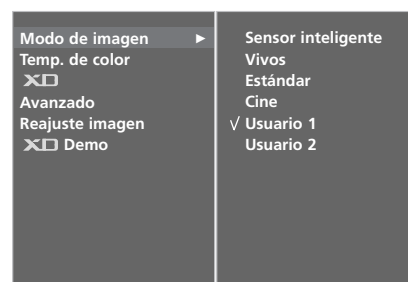 Modo de imagen ►
Temp. de color
XD
Avanzado
Reajuste imagen
XD Demo
Sensor inteligente
Vivos
Estándar
Cine
√ Usuario 1
Usuario 2